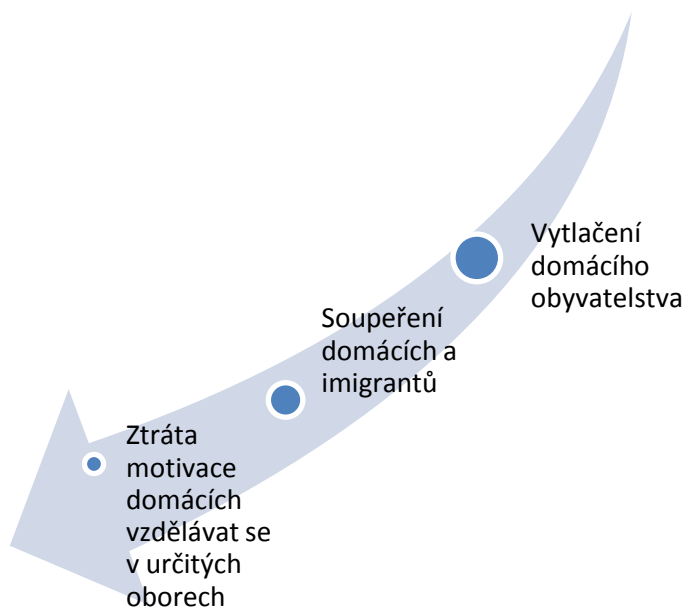 Vytlačení
domácího
obyvatelstva
Soupeření
domácích a
imigrantů
Ztráta
motivace
domácích
vzdělávat se
v určitých
oborech